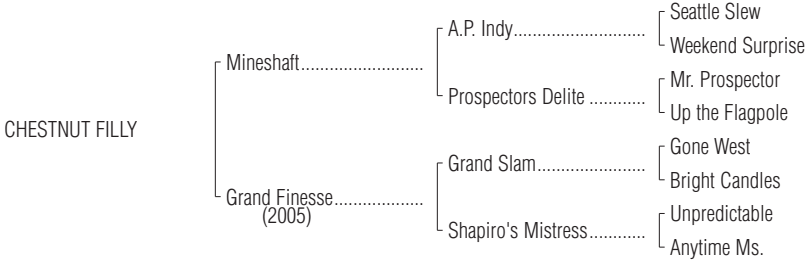 Seattle Slew
A.P. Indy..............................
Weekend Surprise
Mineshaft...........................
Mr. Prospector
Prospectors Delite ............
Up the Flagpole
CHESTNUT FILLY
Gone West
Grand Slam........................
Bright Candles
Grand Finesse....................
(2005)
Unpredictable
Shapiro's Mistress.............
Anytime Ms.